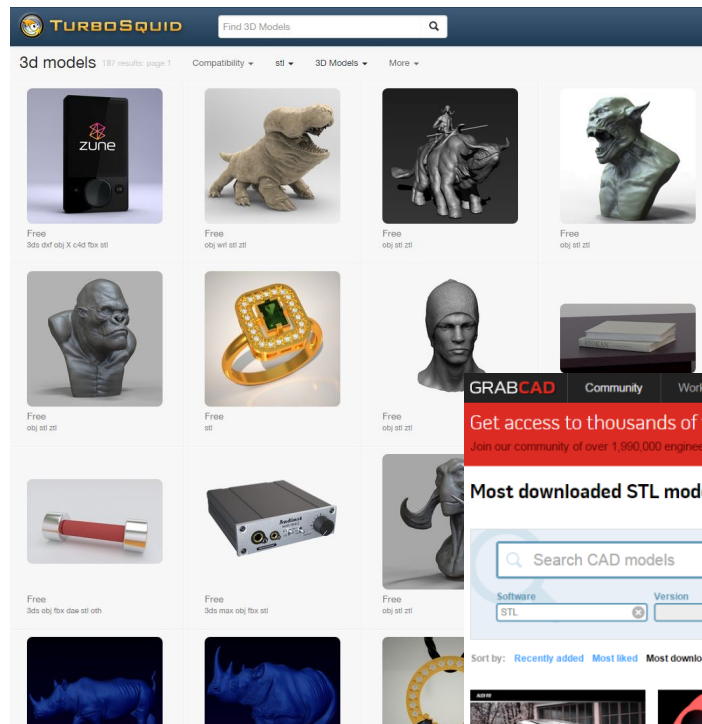 TURBOSQUID
Find 3D Models
3d models 187 results: page 1 Compatibility stl 3D Models More
zune
Free
3ds dxf obj X c4d fbx stl
Free
obj wrl stl ztl
Free
obj stl ztl
Free
obj stl ztl
Free
obj stl ztl
Free
stl
Free
obj stl ztl
GRABCAD Community Work
Get access to thousands of
Join our community of over 1,990,000 enginee
Most downloaded STL mod
Search CAD models
Software Version
STL
Sort by: Recently added Most liked Most downlo
Free
3ds obj fbx dae stl oth
Free
3ds max obj fbx stl
Free
obj stl ztl